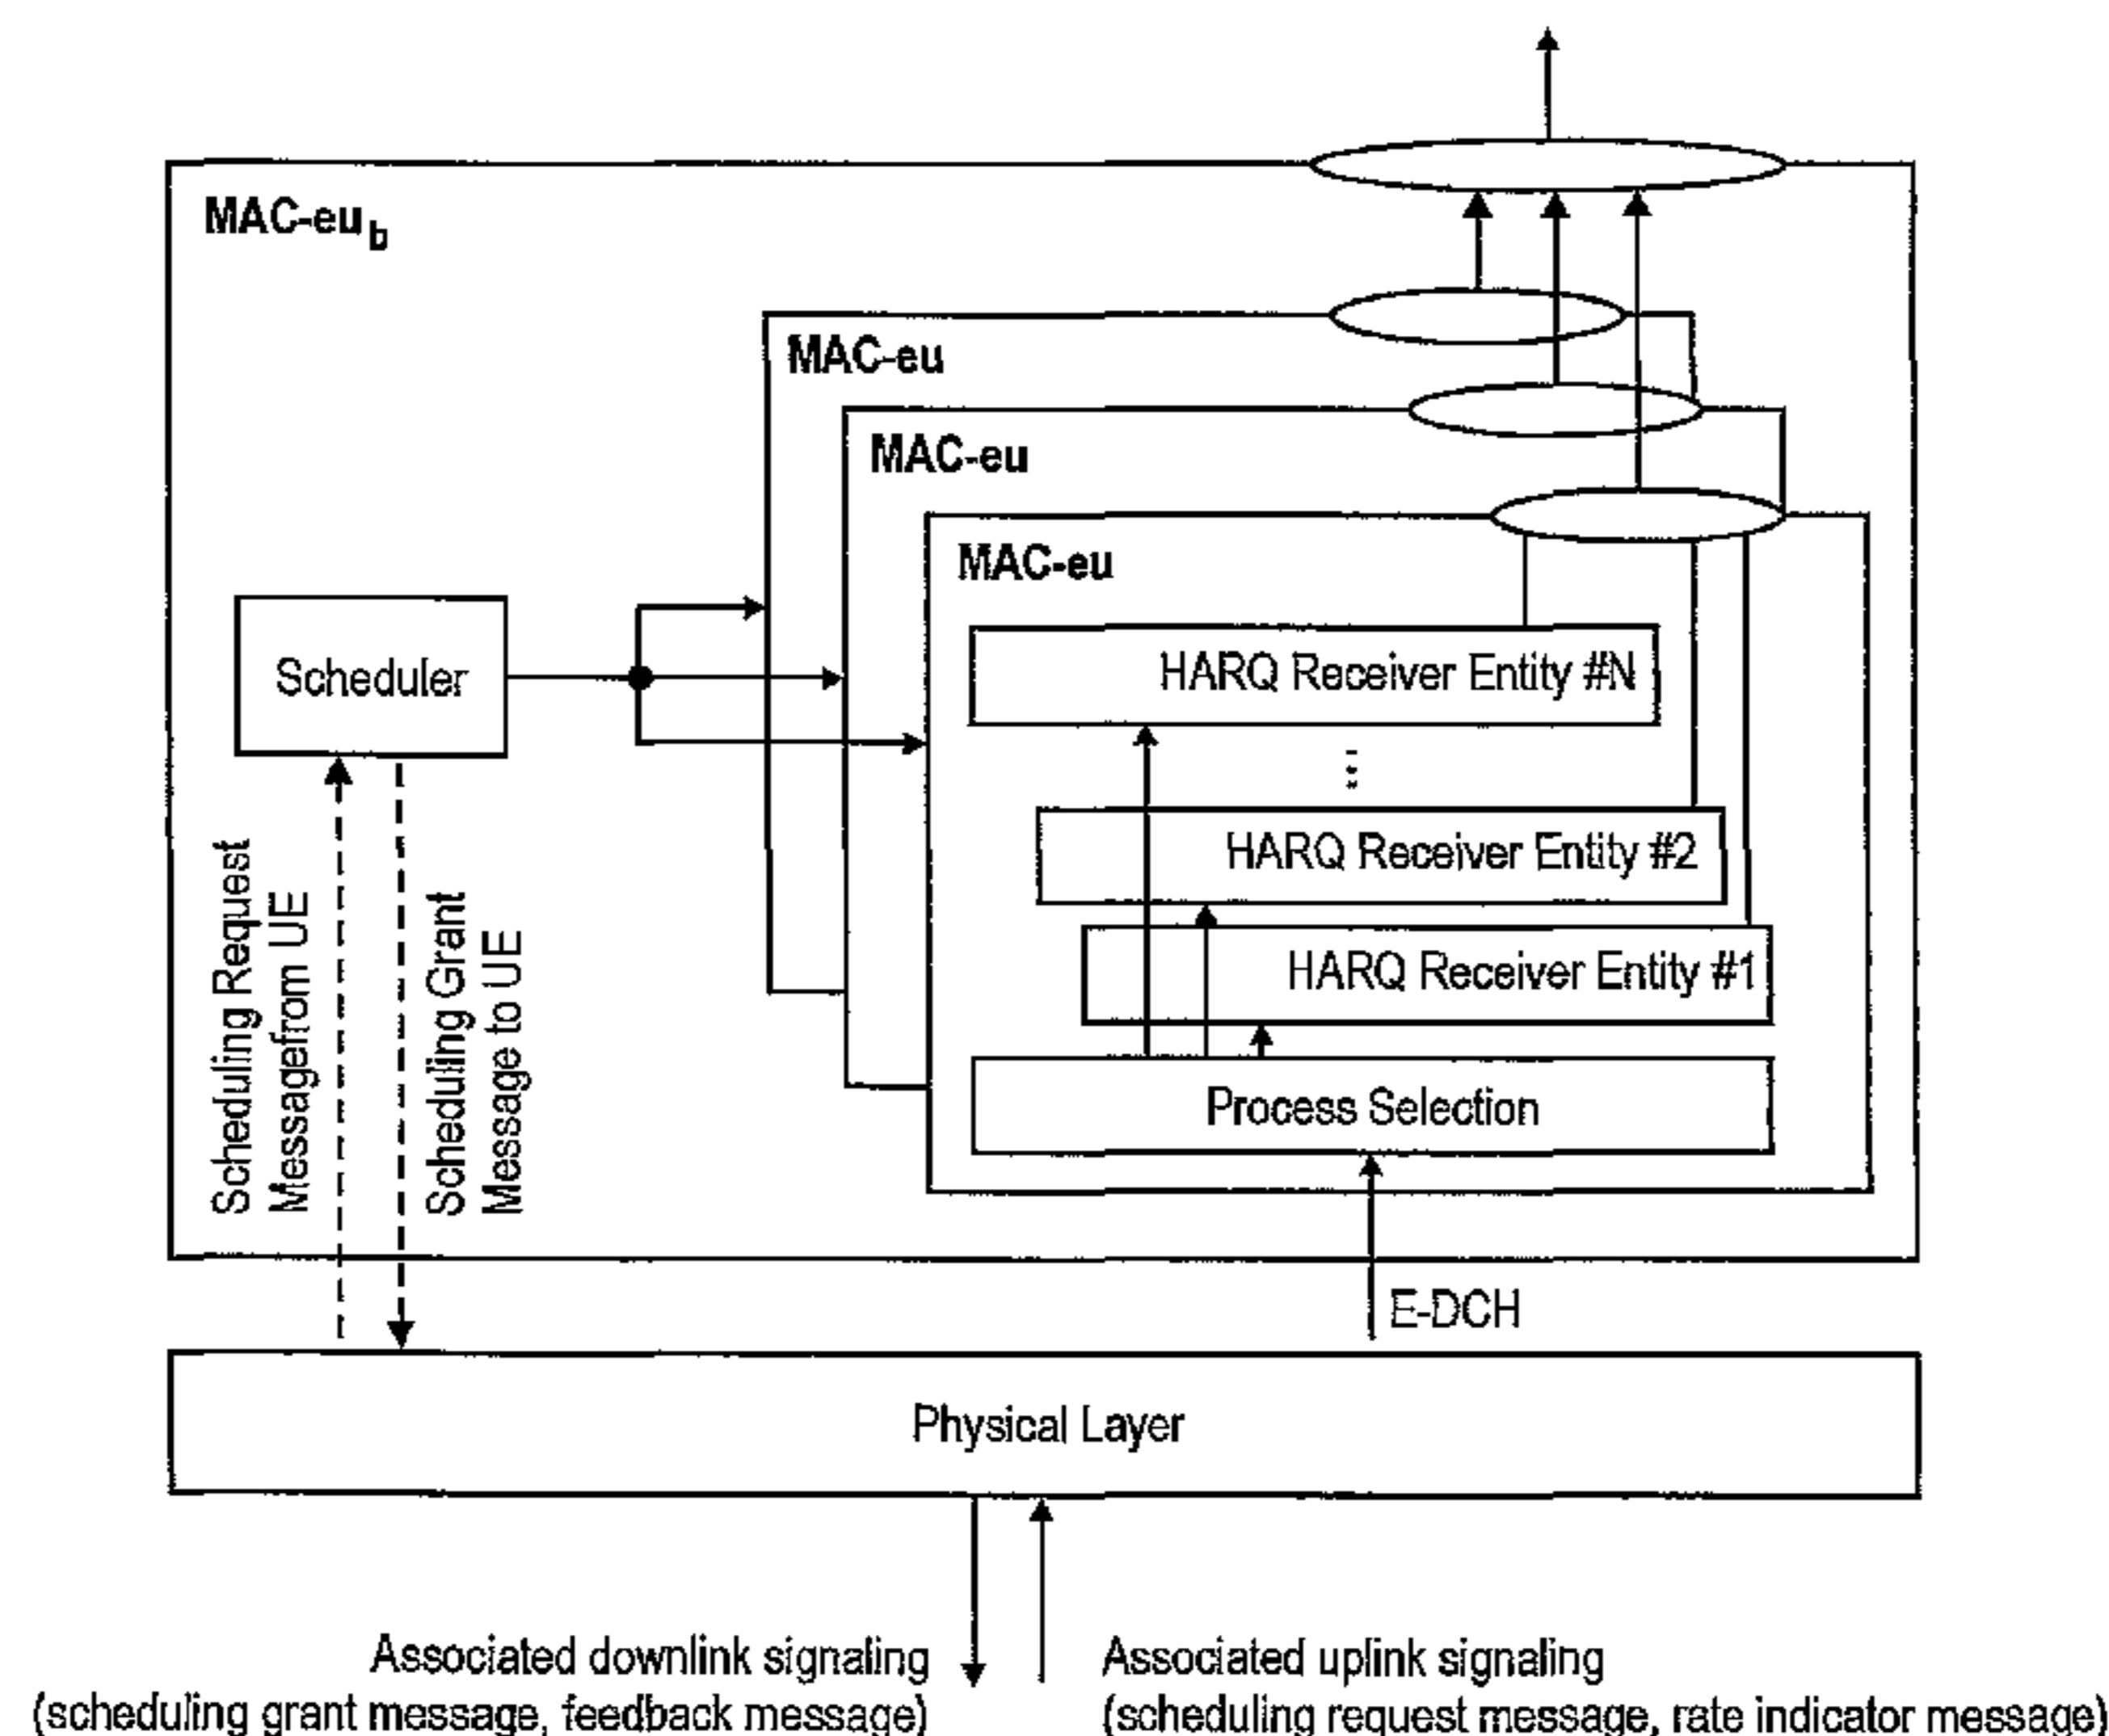 MAC-eub
MAC-eu
MAC-eu
MAC-eu
Scheduler
HARQ Receiver Entity #N
HARQ Receiver Entity #2
HARQ Receiver Entity #1
Process Selection
Scheduling Request
Messagefrom UE
Scheduling Grant
Message to UE
E-DCH
Physical Layer
Associated downlink signaling
(scheduling grant message, feedback message)
Associated uplink signaling
(scheduling request message, rate indicator message)